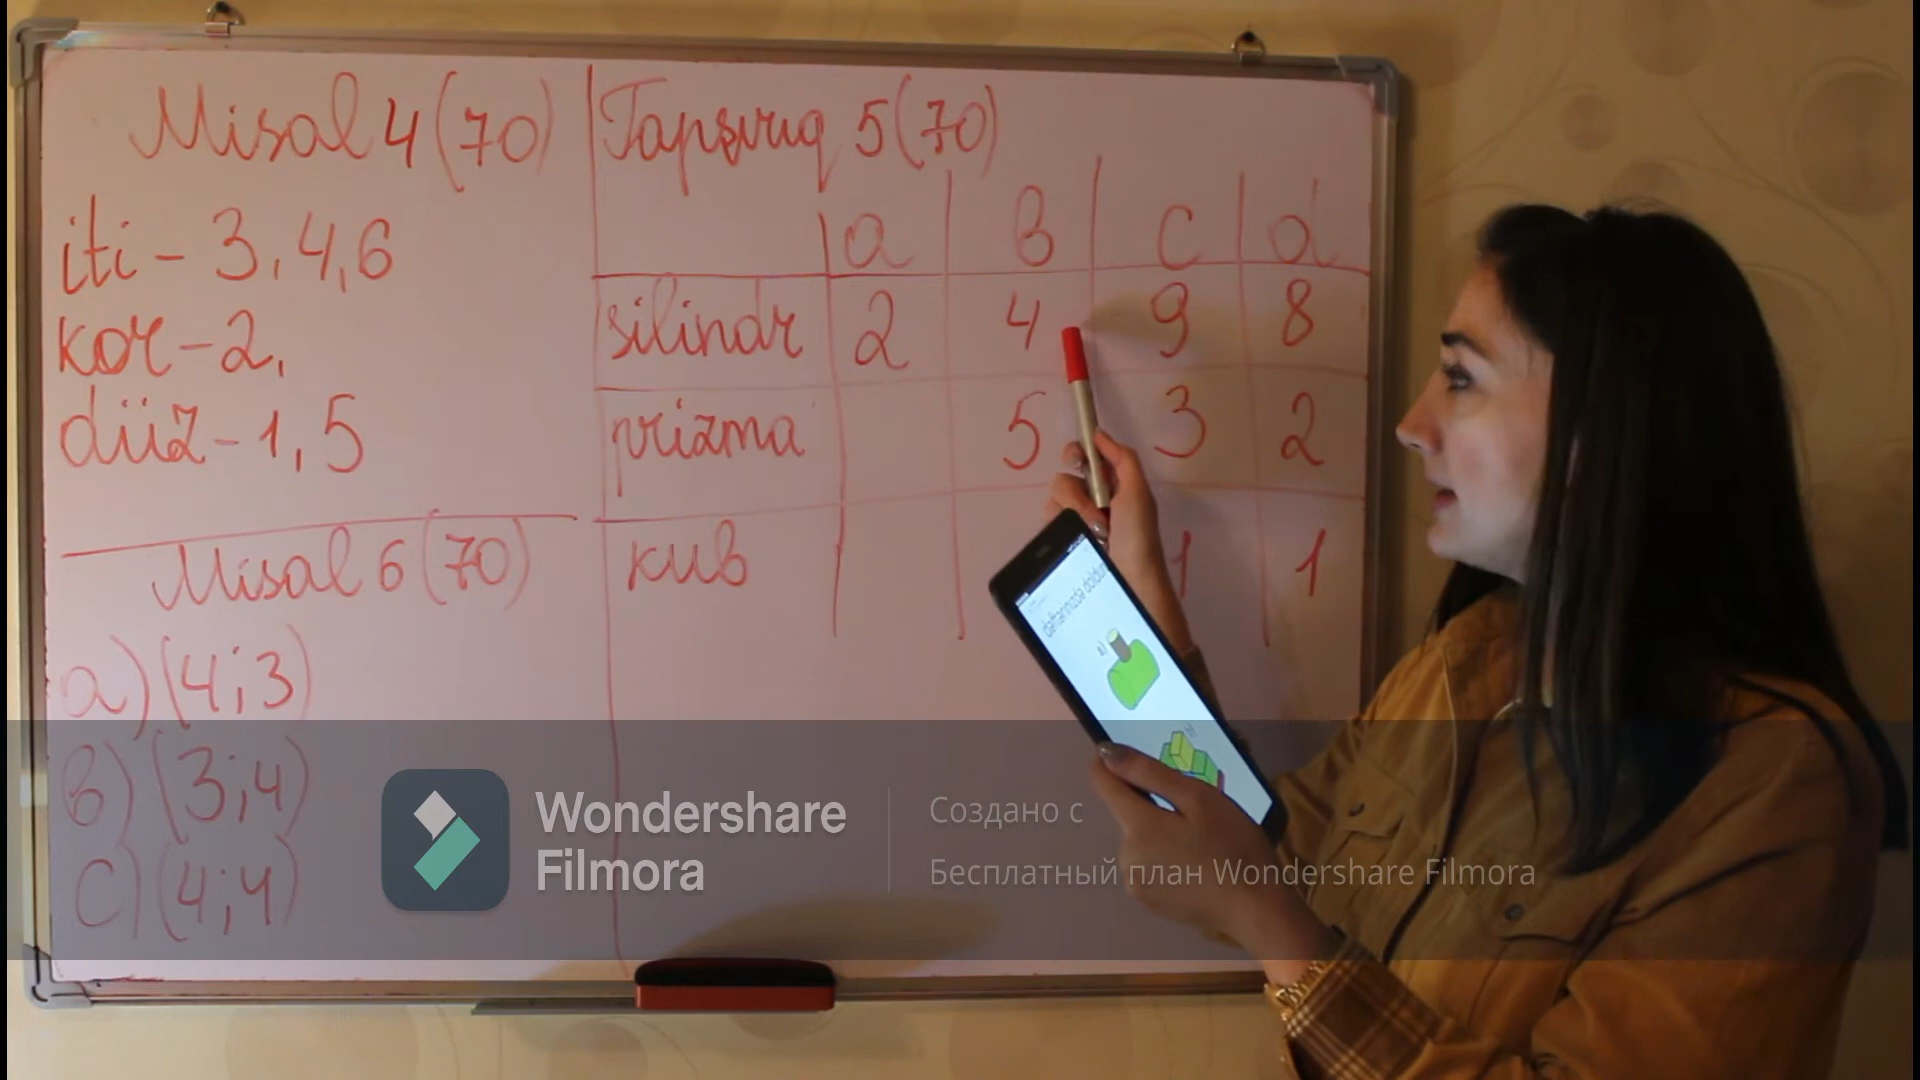 Misal 4(70)
iti - 3,4,6
kor - 2,
düz - 1,5
Misal 6(70)
a) (4;3)
b) (3;4)
c) (4;4)
Tapşırıq 5(70)
a b c d
silindr 2 4 9 8
prizma 5 3 2
kub 1 1
dəftərinizdə doldur
a)
Wondershare
Filmora
Создано с
Бесплатный план Wondershare Filmora